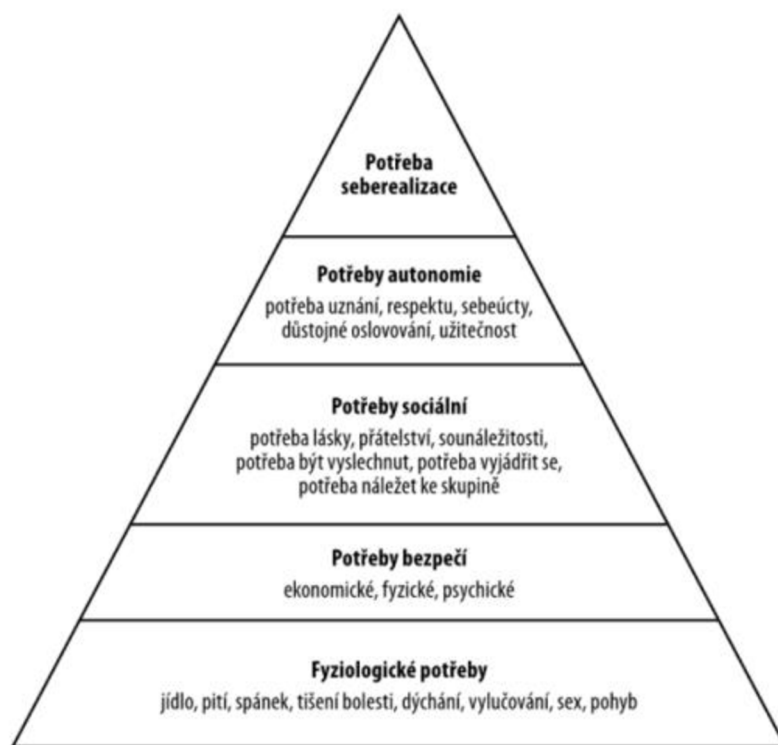 Potřeba
seberealizace
Potřeby autonomie
potřeba uznání, respektu, sebeúcty,
důstojné oslovování, užitečnost
Potřeby sociální
potřeba lásky, přátelství, sounáležitosti,
potřeba být vyslechnut, potřeba vyjádřit se,
potřeba náležet ke skupině
Potřeby bezpečí
ekonomické, fyzické, psychické
Fyziologické potřeby
jídlo, pití, spánek, tišení bolesti, dýchání, vylučování, sex, pohyb